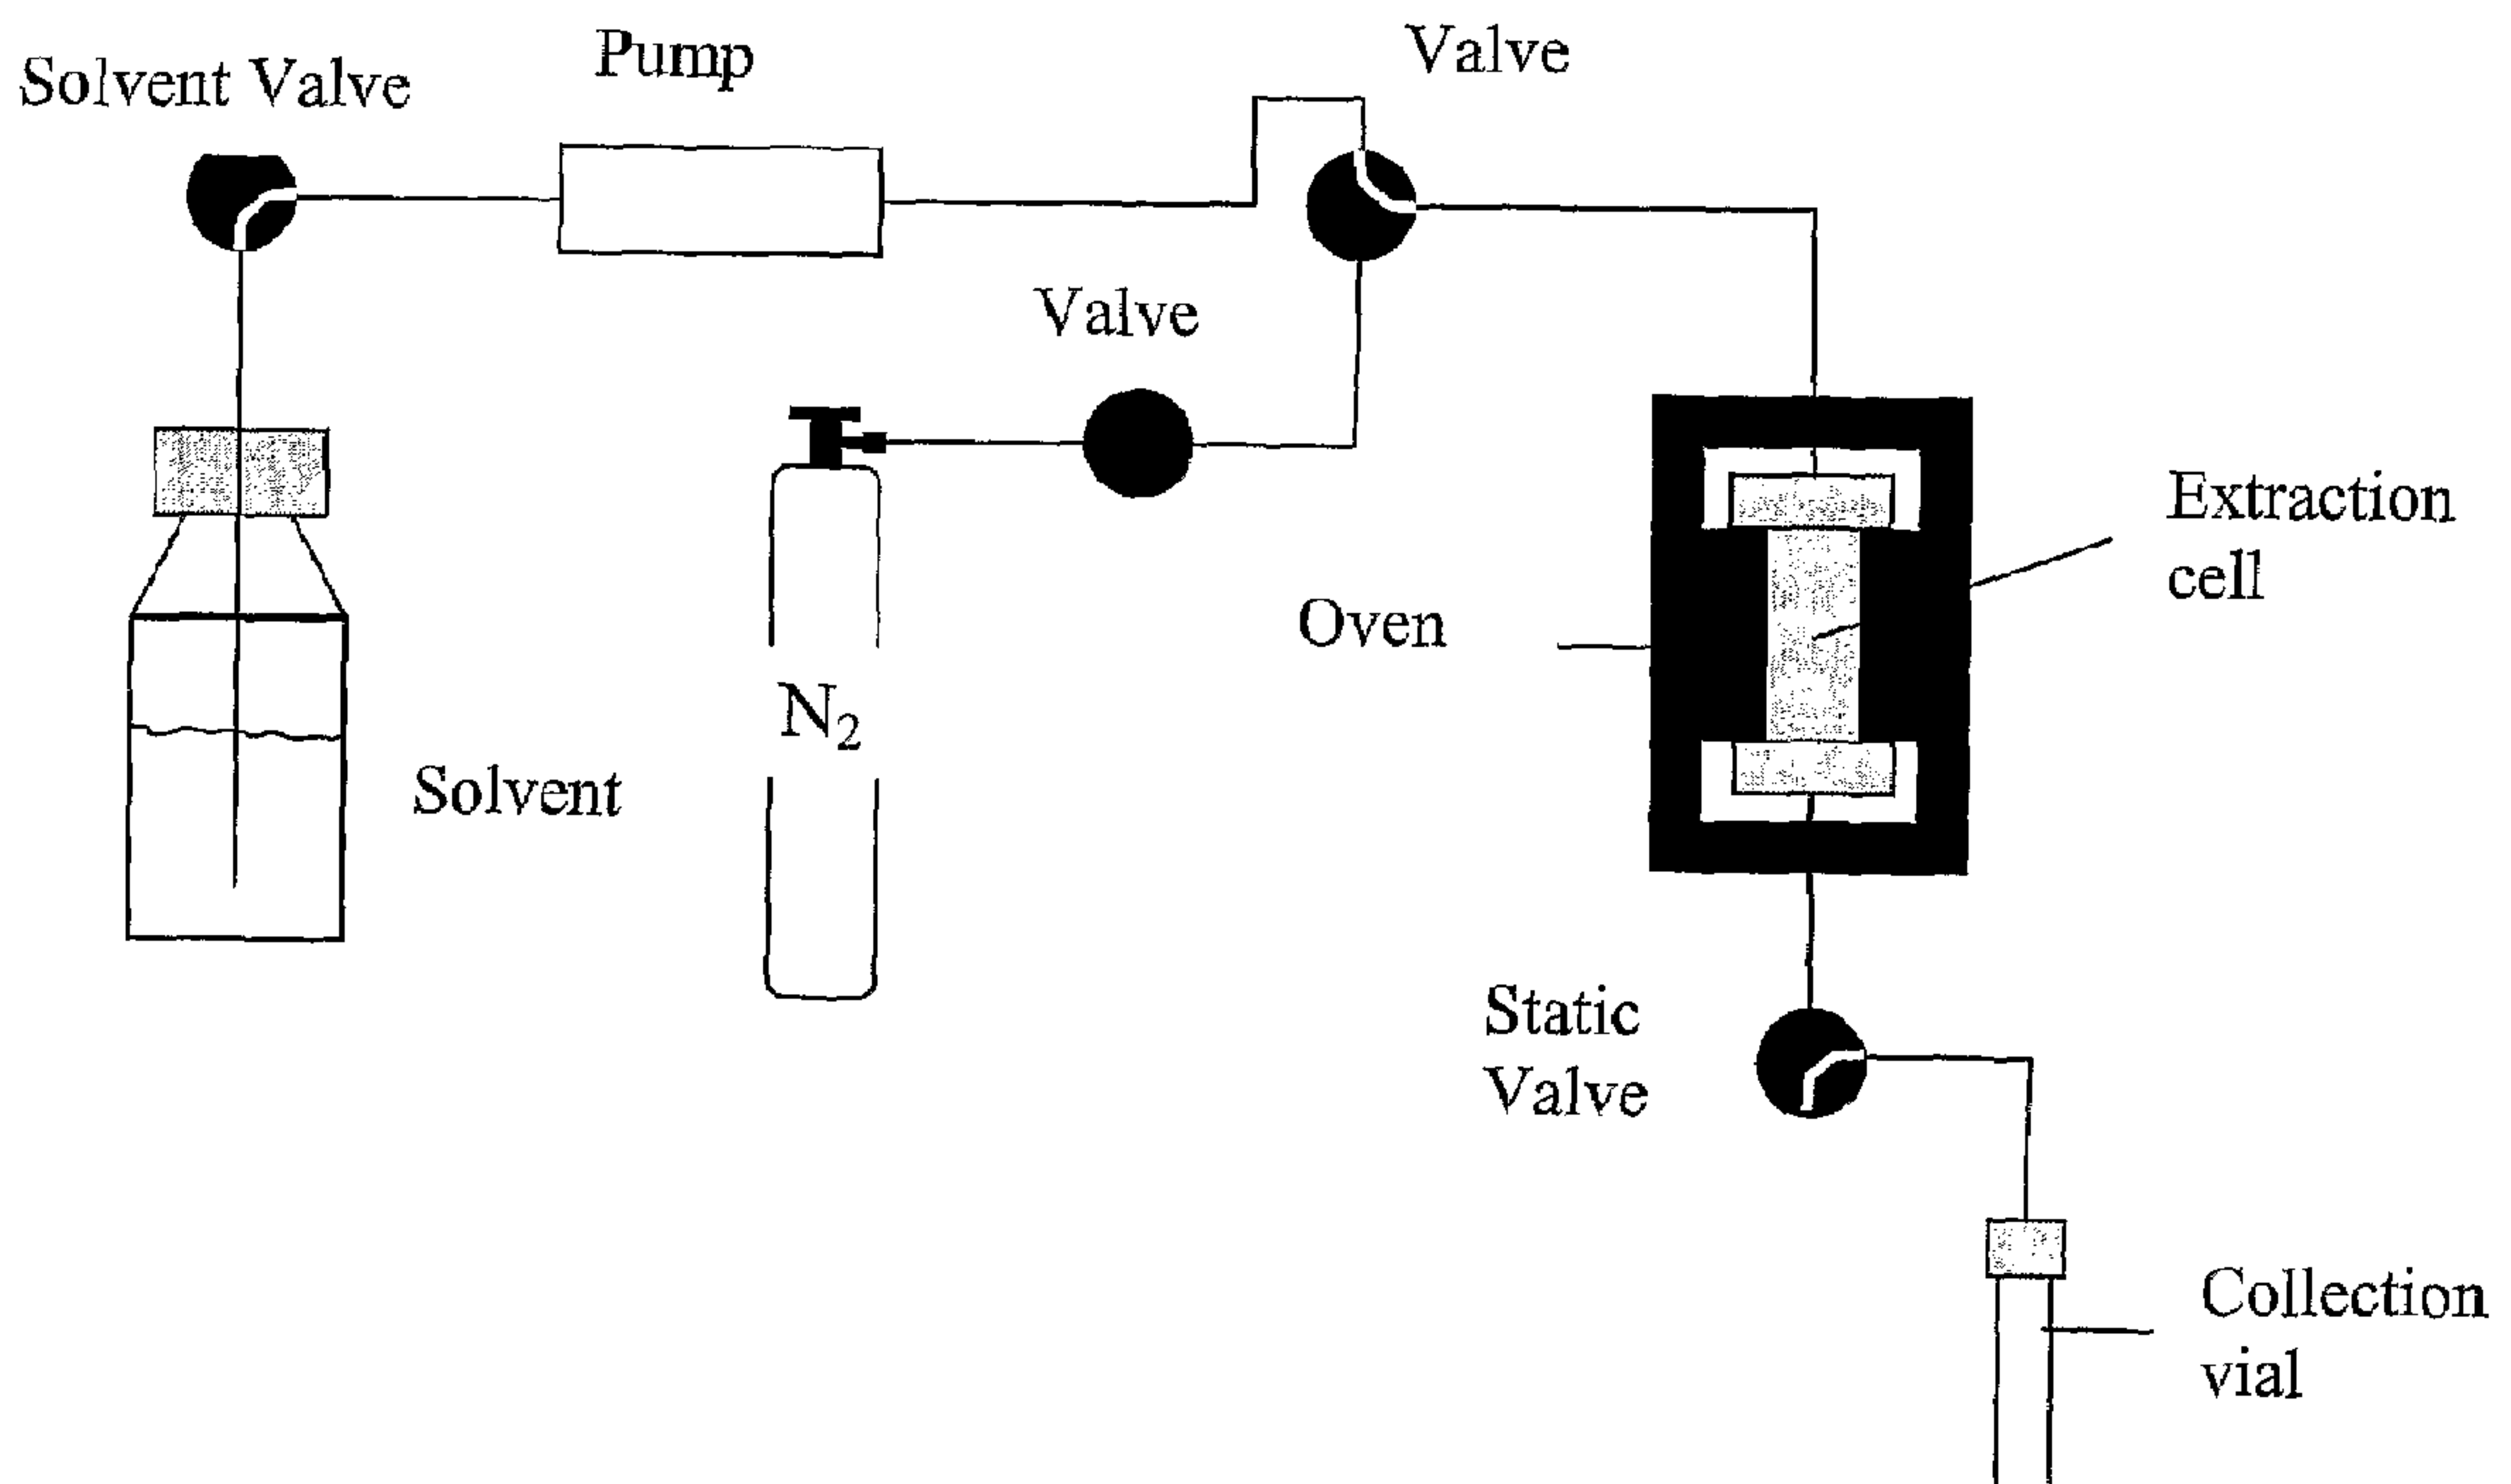 Solvent Valve
Pump
Valve
Valve
Extraction
cell
Oven
N₂
Solvent
Static
Valve
Collection
vial